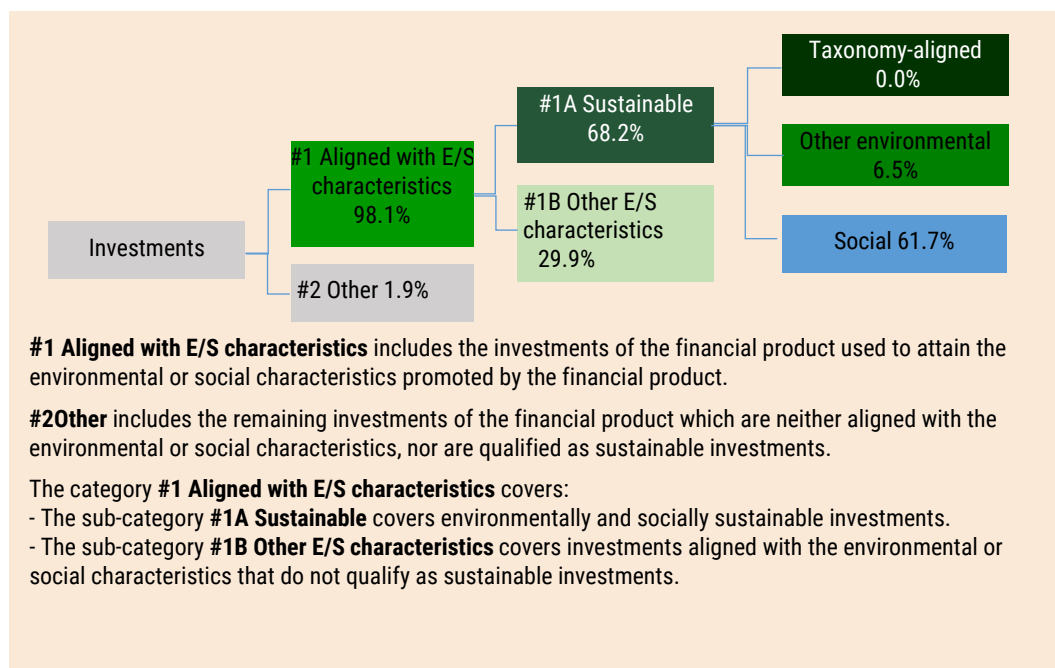 Taxonomy-aligned
0.0%
#1A Sustainable
68.2%
Other environmental
6.5%
#1 Aligned with E/S
characteristics
98.1%
#1B Other E/S
characteristics
29.9%
Investments
Social 61.7%
#2 Other 1.9%
#1 Aligned with E/S characteristics includes the investments of the financial product used to attain the
environmental or social characteristics promoted by the financial product.
#2Other includes the remaining investments of the financial product which are neither aligned with the
environmental or social characteristics, nor are qualified as sustainable investments.
The category #1 Aligned with E/S characteristics covers:
- The sub-category #1A Sustainable covers environmentally and socially sustainable investments.
- The sub-category #1B Other E/S characteristics covers investments aligned with the environmental or
social characteristics that do not qualify as sustainable investments.